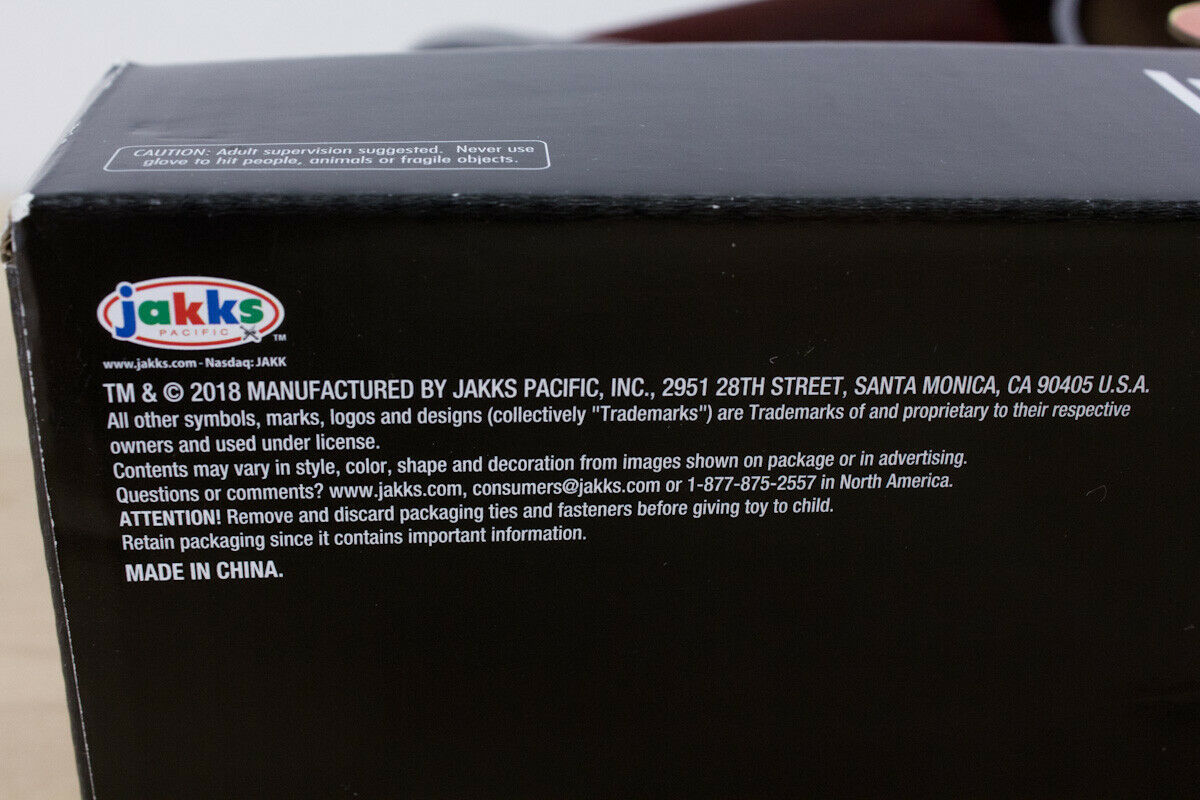 CAUTION: Adult supervision suggested. Never use
glove to hit people, animals or fragile objects.
jakks
PACIFIC
TM
www.jakks.com - Nasdaq: JAKK
TM & © 2018 MANUFACTURED BY JAKKS PACIFIC, INC., 2951 28TH STREET, SANTA MONICA, CA 90405 U.S.A.
All other symbols, marks, logos and designs (collectively "Trademarks") are Trademarks of and proprietary to their respective
owners and used under license.
Contents may vary in style, color, shape and decoration from images shown on package or in advertising.
Questions or comments? www.jakks.com, consumers@jakks.com or 1-877-875-2557 in North America.
ATTENTION! Remove and discard packaging ties and fasteners before giving toy to child.
Retain packaging since it contains important information.
MADE IN CHINA.